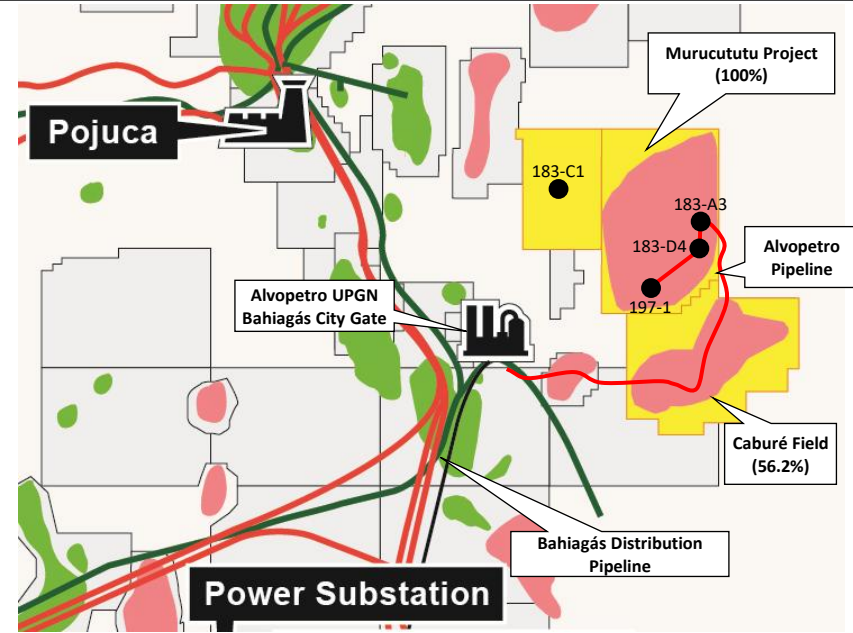 Murucututu Project
(100%)
Pojuca
183-C1
183-A3
183-D4
Alvopetro
Pipeline
Alvopetro UPGN
Bahiagás City Gate
197-1
Caburé Field
(56.2%)
Bahiagás Distribution
Pipeline
Power Substation